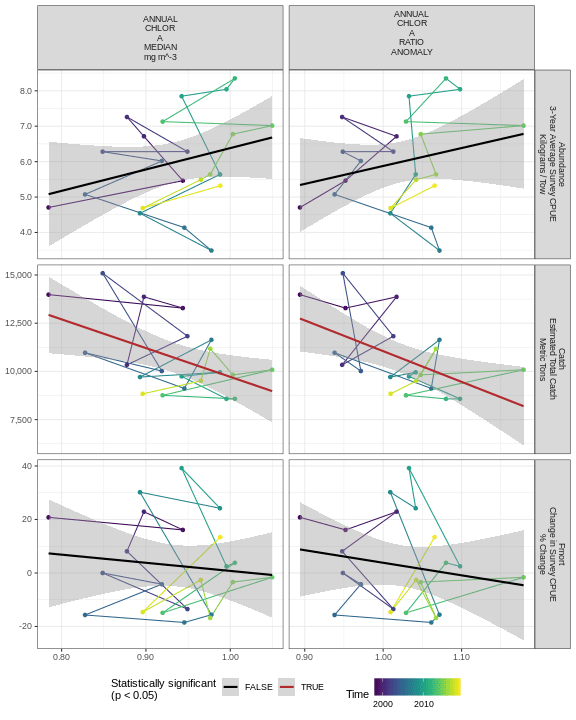 ANNUAL
CHLOR
A
MEDIAN
mg m^-3
ANNUAL
CHLOR
A
RATIO
ANOMALY
8.0
7.0
6.0
5.0
4.0
Abundance
3-Year Average Survey CPUE
Kilograms / Tow
15,000
12,500
10,000
7,500
Catch
Estimated Total Catch
Metric Tons
40
20
0
-20
Fmort
Change in Survey CPUE
% Change
0.80
0.90
1.00
0.90
1.00
1.10
Statistically significant
(p < 0.05)
FALSE
TRUE
Time
2000
2010